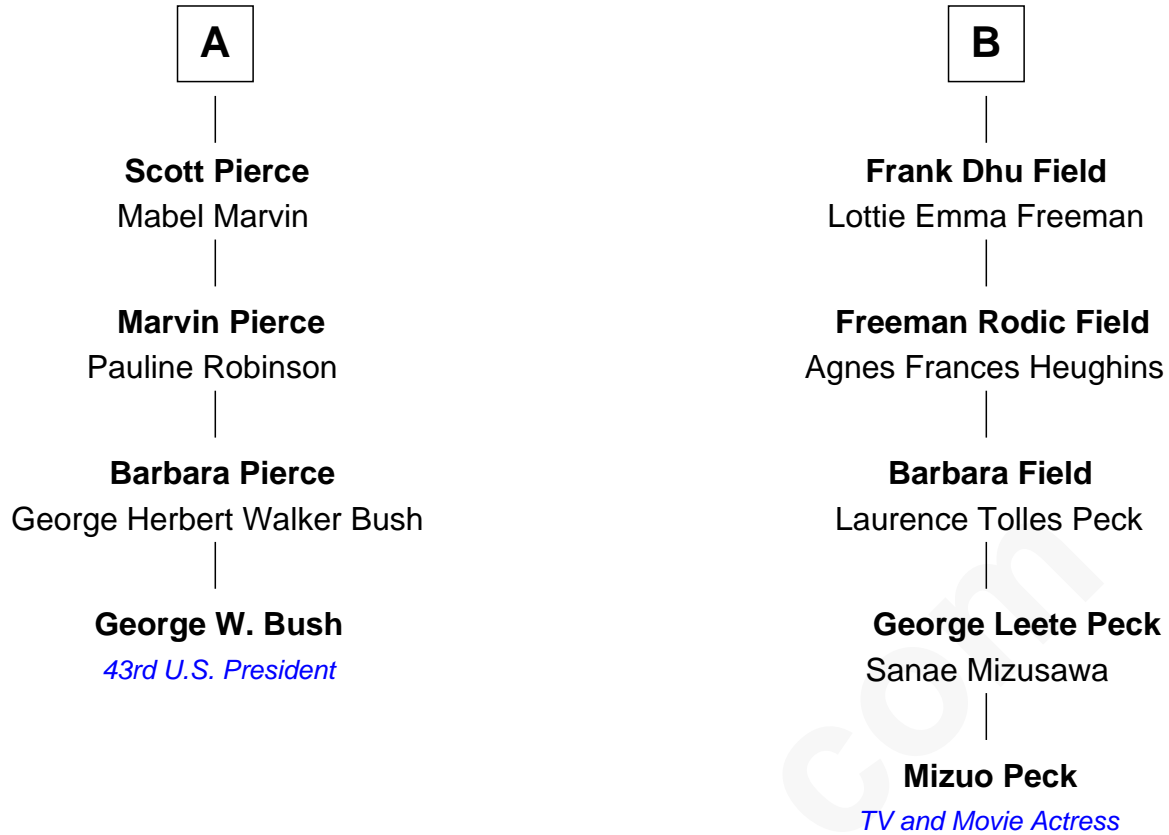 A
Scott Pierce
Mabel Marvin
Marvin Pierce
Pauline Robinson
Barbara Pierce
George Herbert Walker Bush
George W. Bush
43rd U.S. President
B
Frank Dhu Field
Lottie Emma Freeman
Freeman Rodic Field
Agnes Frances Heughins
Barbara Field
Laurence Tolles Peck
George Leete Peck
Sanae Mizusawa
Mizuo Peck
TV and Movie Actress
com